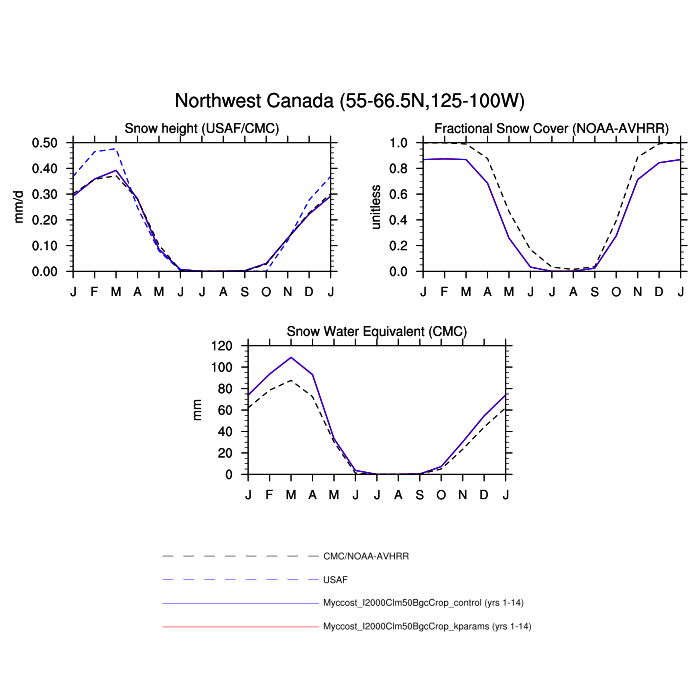 Northwest Canada (55-66.5N,125-100W)
Snow height (USAF/CMC)
mm/d
0.50
0.40
0.30
0.20
0.10
0.00
J F M A M J J A S O N D J
Fractional Snow Cover (NOAA-AVHRR)
unitless
1.0
0.8
0.6
0.4
0.2
0.0
J F M A M J J A S O N D J
Snow Water Equivalent (CMC)
mm
120
100
80
60
40
20
0
J F M A M J J A S O N D J
CMC/NOAA-AVHRR
USAF
Myccost_I2000Clm50BgcCrop_control (yrs 1-14)
Myccost_I2000Clm50BgcCrop_kparams (yrs 1-14)